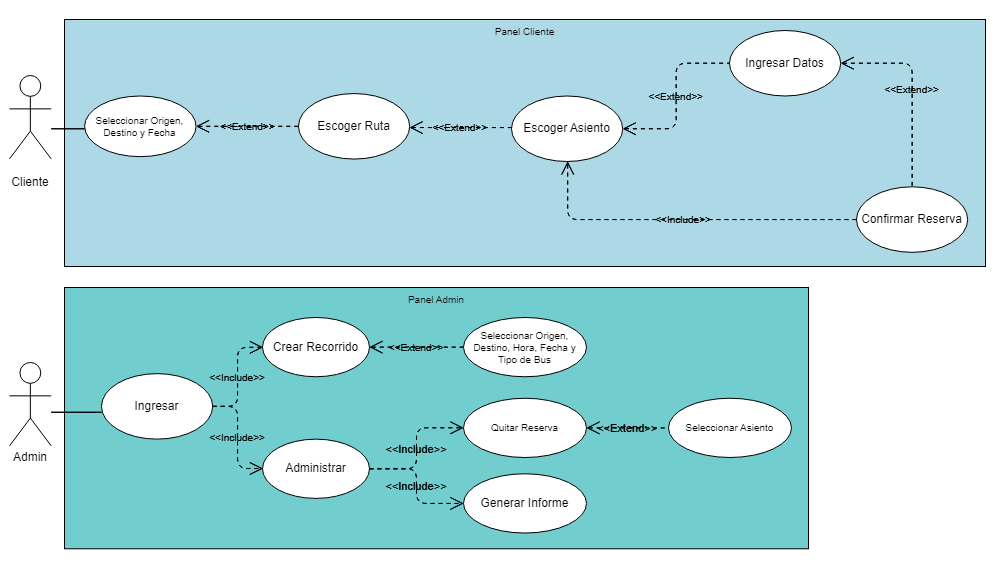 Panel Cliente
Ingresar Datos
<<Extend>>
<<Extend>>
Seleccionar Origen,
Destino y Fecha
<<Extend>>
Escoger Ruta
<<Extend>>
Escoger Asiento
Cliente
<<Include>>
Confirmar Reserva
Panel Admin
Crear Recorrido
<<Extend>>
Seleccionar Origen,
Destino, Hora, Fecha y
Tipo de Bus
<<Include>>
Ingresar
<<Include>>
Admin
Quitar Reserva
<<Extend>>
Seleccionar Asiento
<<Include>>
Administrar
<<Include>>
Generar Informe